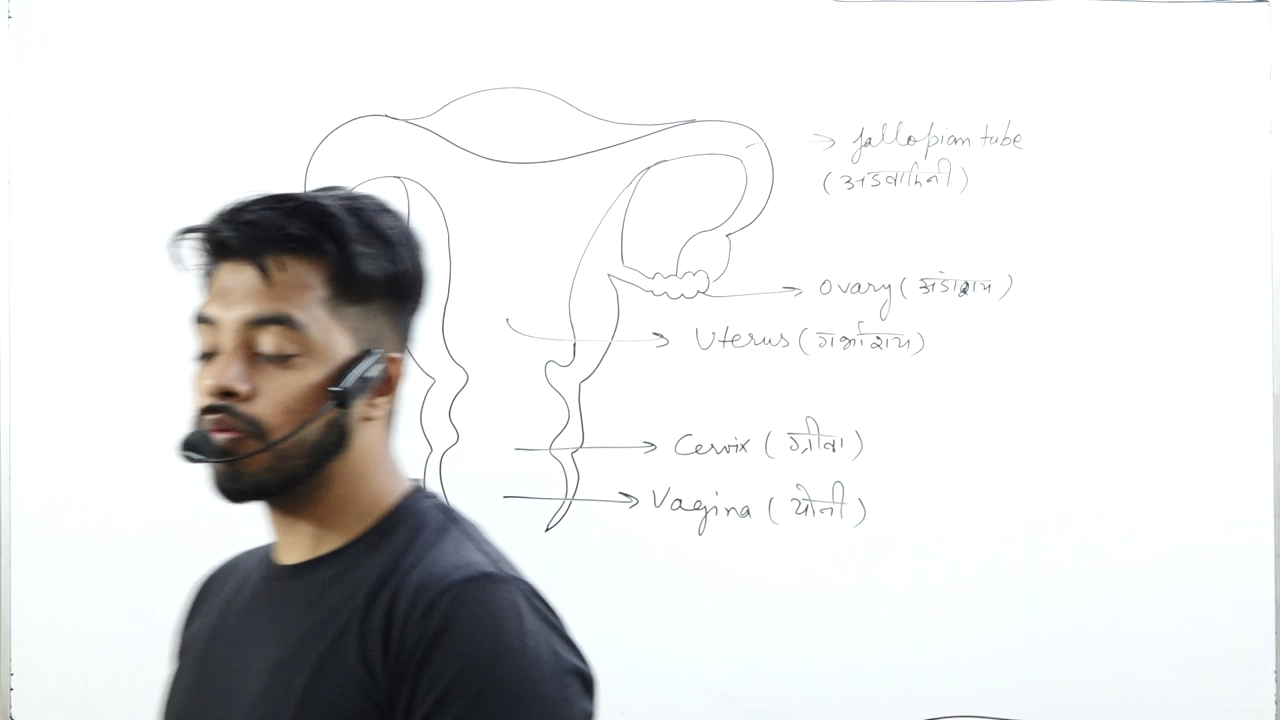 fallopian tube
(अंडवाहिनी)
Ovary (अंडाशय)
Uterus (गर्भाशय)
Cervix (ग्रीवा)
Vagina (योनी)